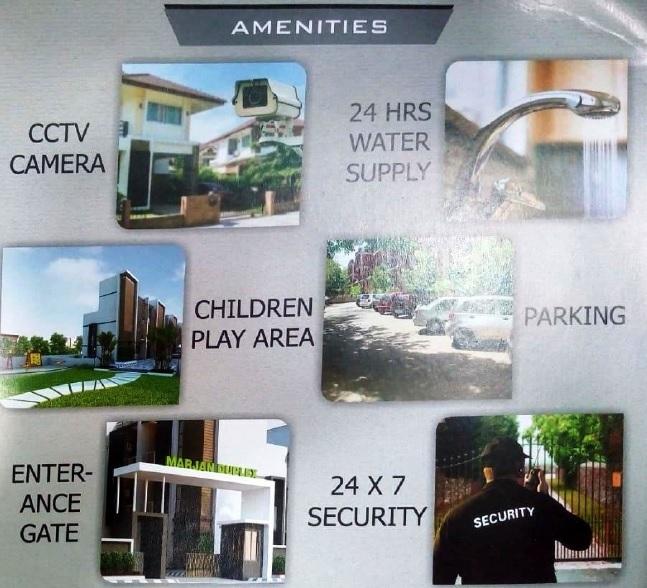 AMENITIES
CCTV
CAMERA
24 HRS
WATER
SUPPLY
CHILDREN
PLAY AREA
PARKING
ENTER-
ANCE
GATE
MARJAN DUPLEX
24 X 7
SECURITY
SECURITY